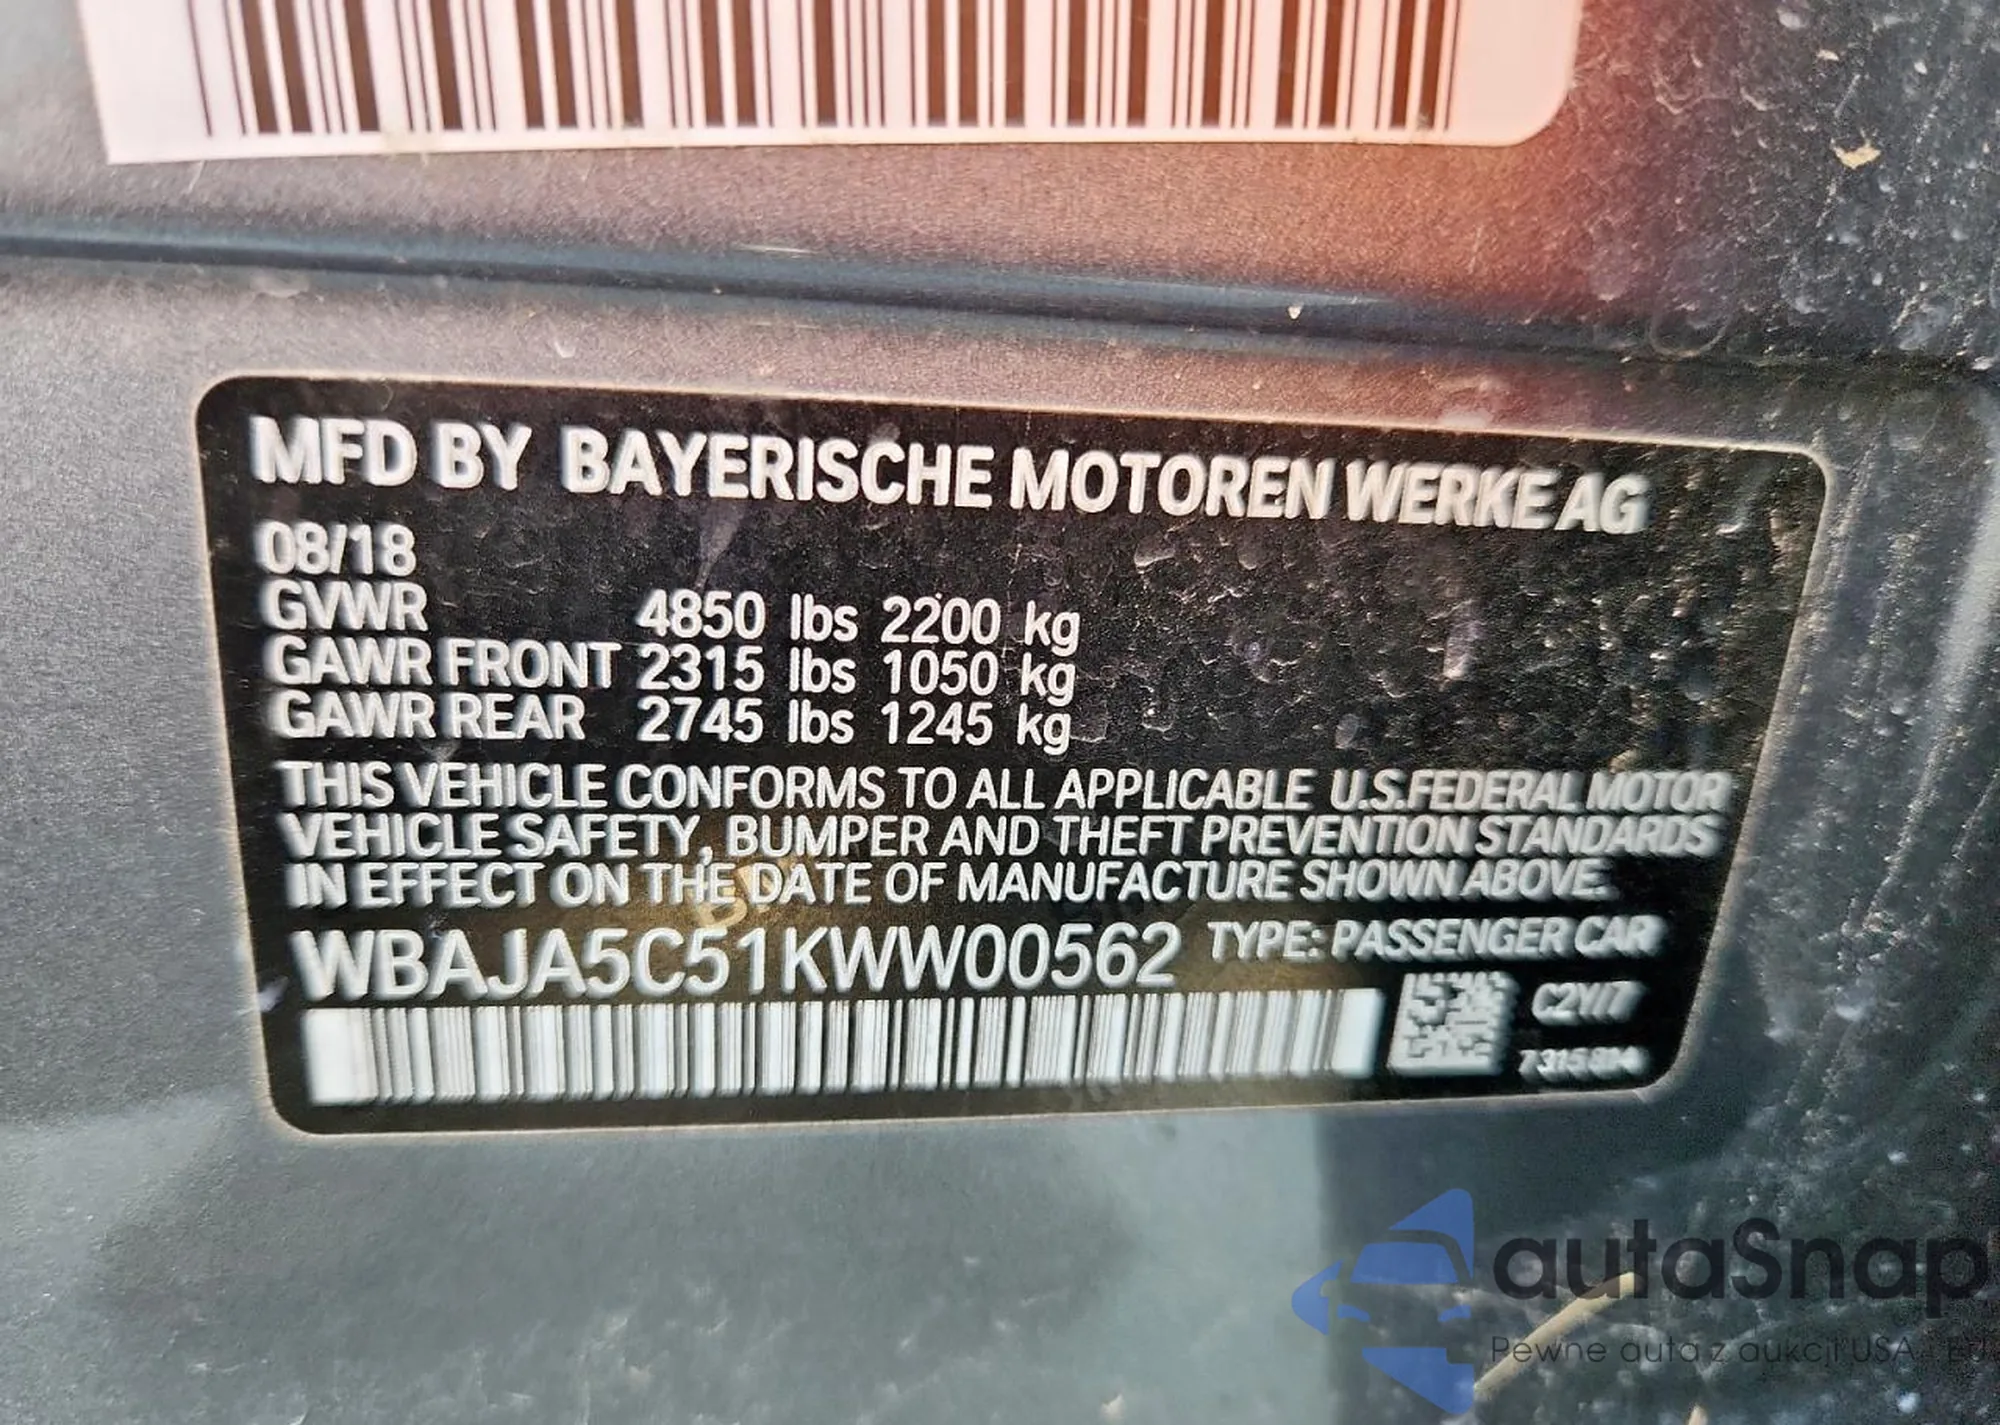 MFD BY BAYERISCHE MOTOREN WERKE AG
08/18
GVWR 4850 lbs 2200 kg
GAWR FRONT 2315 lbs 1050 kg
GAWR REAR 2745 lbs 1245 kg
THIS VEHICLE CONFORMS TO ALL APPLICABLE U.S.FEDERAL MOTOR
VEHICLE SAFETY, BUMPER AND THEFT PREVENTION STANDARDS
IN EFFECT ON THE DATE OF MANUFACTURE SHOWN ABOVE.
WBAJA5C51KWW00562 TYPE: PASSENGER CAR
autaSnap
Pewne auta z aukcji USA